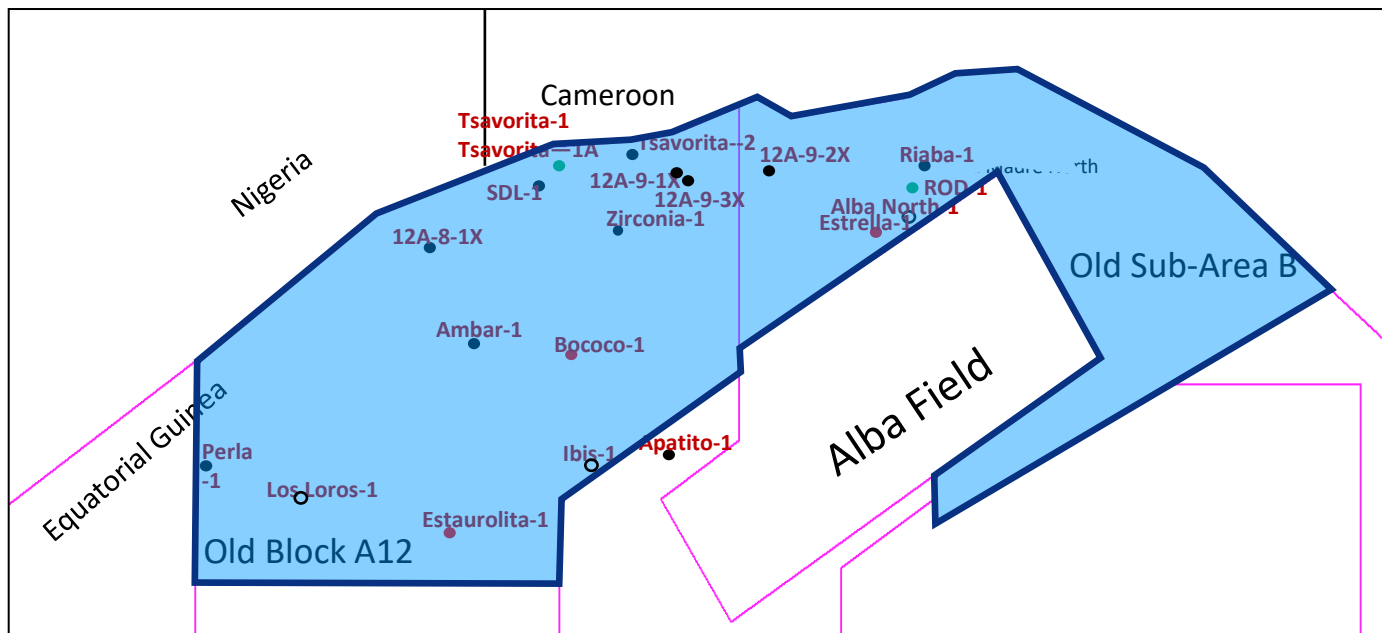 Cameroon
Tsavorita-1
Tsavorita—1A
Tsavorita--2
Nigeria
SDL-1
12A-9-1X
12A-9-3X
12A-9-2X
Riaba-1
North
ROD-1
Zirconia-1
Alba North-1
Estrella-1
12A-8-1X
Old Sub-Area B
Ambar-1
Bococo-1
Alba Field
Equatorial Guinea
Perla
-1
Los Loros-1
Ibis-1
Apatito-1
Estaurolita-1
Old Block A12